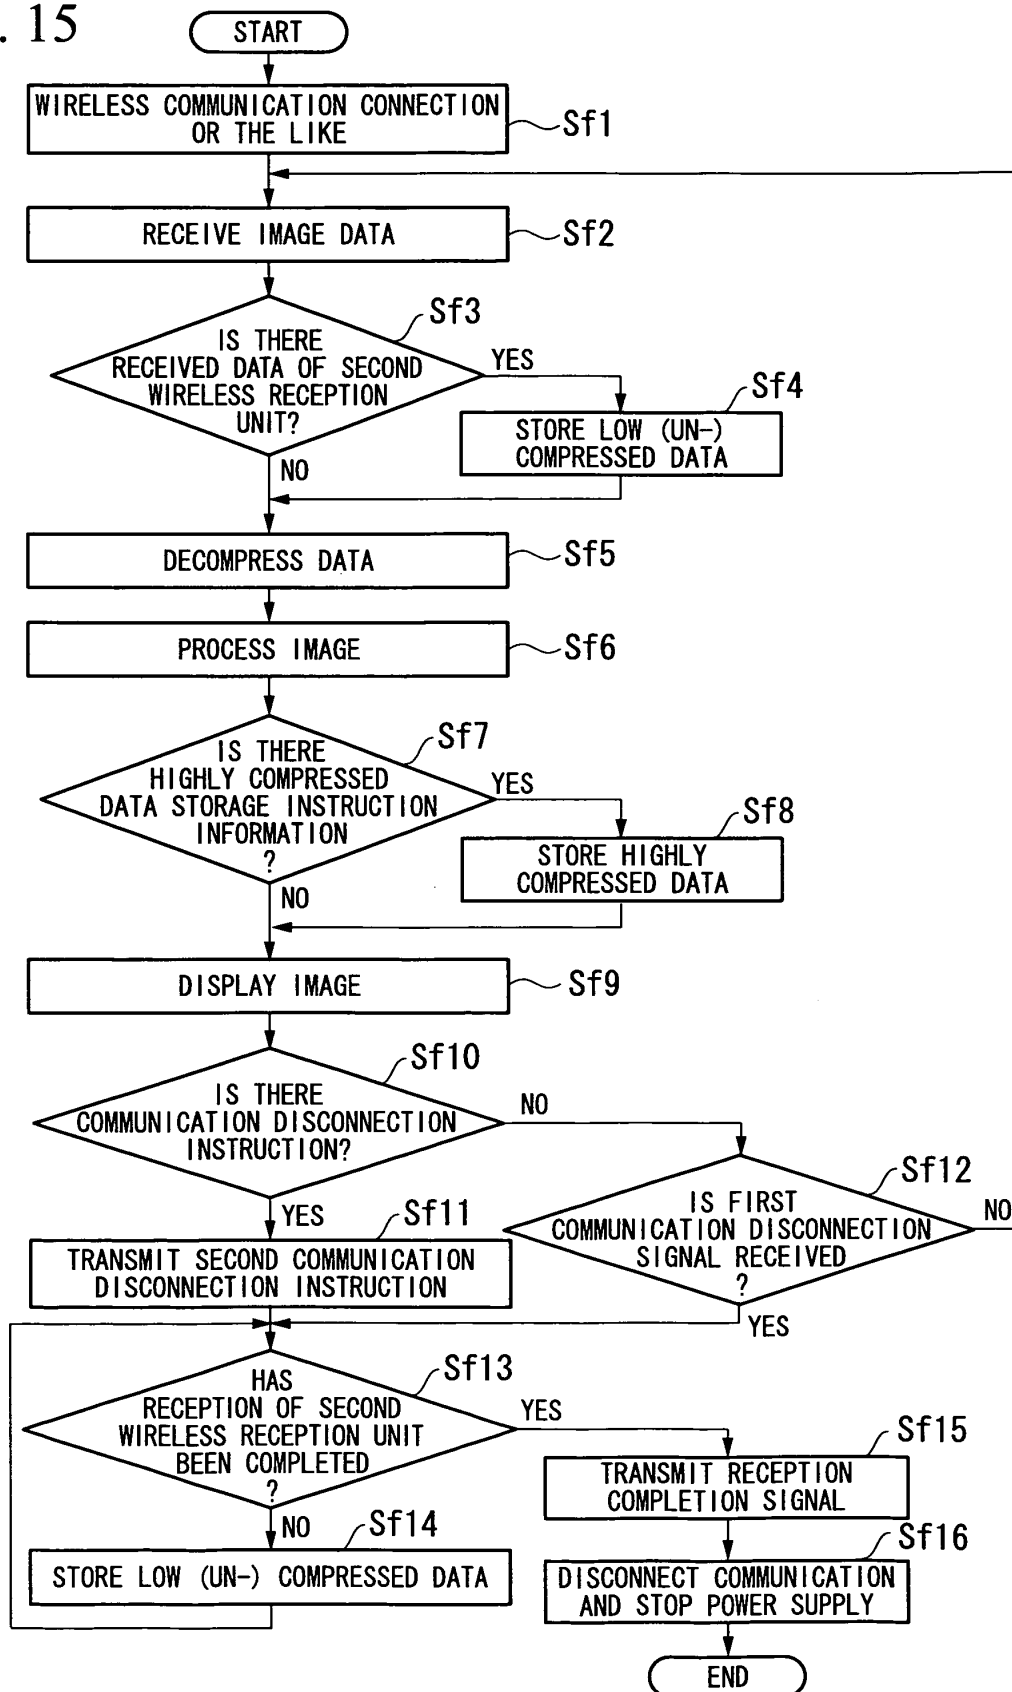 . 15
START
WIRELESS COMMUNICATION CONNECTION
OR THE LIKE
Sf1
RECEIVE IMAGE DATA
Sf2
Sf3
IS THERE
RECEIVED DATA OF SECOND
WIRELESS RECEPTION
UNIT?
YES
NO
Sf4
STORE LOW (UN-)
COMPRESSED DATA
DECOMPRESS DATA
Sf5
PROCESS IMAGE
Sf6
Sf7
IS THERE
HIGHLY COMPRESSED
DATA STORAGE INSTRUCTION
INFORMATION
?
YES
NO
Sf8
STORE HIGHLY
COMPRESSED DATA
DISPLAY IMAGE
Sf9
Sf10
IS THERE
COMMUNICATION DISCONNECTION
INSTRUCTION?
NO
YES
Sf11
TRANSMIT SECOND COMMUNICATION
DISCONNECTION INSTRUCTION
Sf12
IS FIRST
COMMUNICATION DISCONNECTION
SIGNAL RECEIVED
?
NO
YES
Sf13
HAS
RECEPTION OF SECOND
WIRELESS RECEPTION UNIT
BEEN COMPLETED
?
YES
NO
Sf14
STORE LOW (UN-) COMPRESSED DATA
Sf15
TRANSMIT RECEPTION
COMPLETION SIGNAL
Sf16
DISCONNECT COMMUNICATION
AND STOP POWER SUPPLY
END